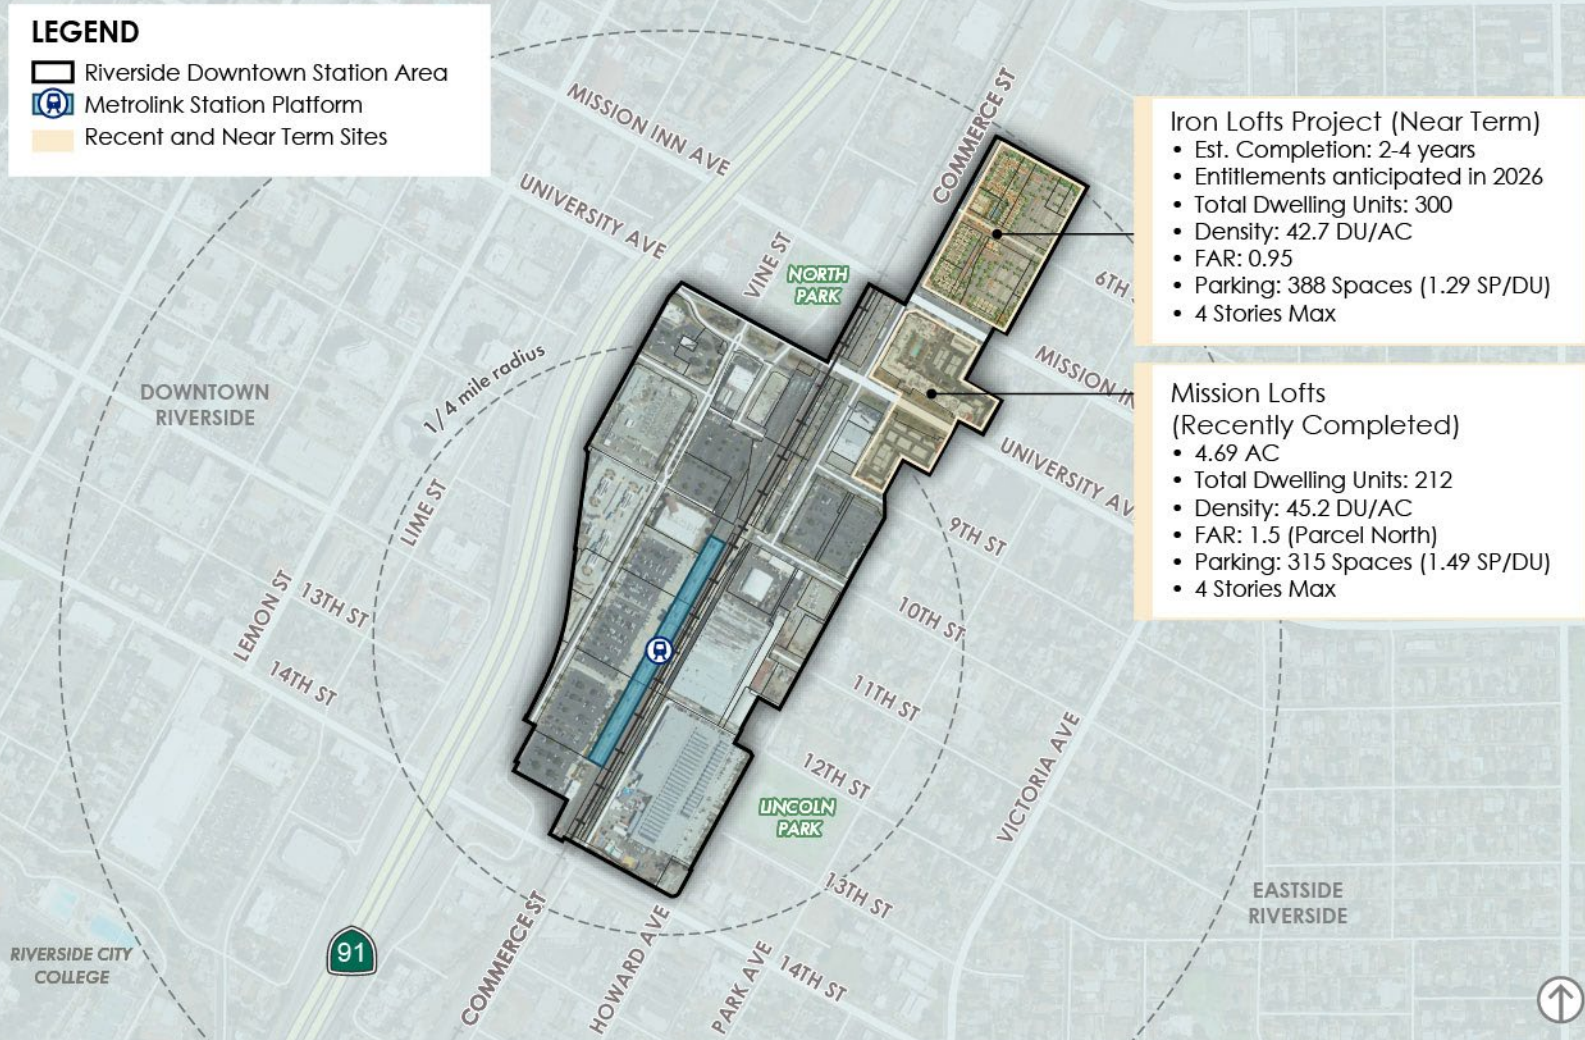 LEGEND
Riverside Downtown Station Area
Metrolink Station Platform
Recent and Near Term Sites
MISSION INN AVE
UNIVERSITY AVE
VINE ST
NORTH
PARK
COMMERCE ST
6TH
MISSION IN
UNIVERSITY AV
Iron Lofts Project (Near Term)
• Est. Completion: 2-4 years
• Entitlements anticipated in 2026
• Total Dwelling Units: 300
• Density: 42.7 DU/AC
• FAR: 0.95
• Parking: 388 Spaces (1.29 SP/DU)
• 4 Stories Max
Mission Lofts
(Recently Completed)
• 4.69 AC
• Total Dwelling Units: 212
• Density: 45.2 DU/AC
• FAR: 1.5 (Parcel North)
• Parking: 315 Spaces (1.49 SP/DU)
• 4 Stories Max
DOWNTOWN
RIVERSIDE
1/4 mile radius
LIME ST
LEMON ST
13TH ST
14TH ST
9TH ST
10TH ST
11TH ST
12TH ST
LINCOLN
PARK
VICTORIA AVE
13TH ST
14TH ST
EASTSIDE
RIVERSIDE
RIVERSIDE CITY
COLLEGE
91
COMMERCE ST
HOWARD AVE
PARK AVE